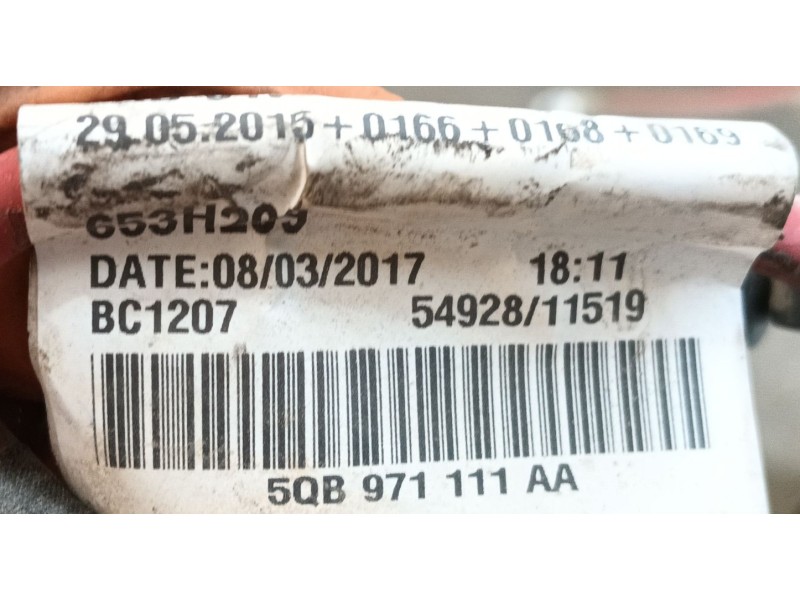 29.05.2015 + 0166 + 0168 + 0169
653H209
DATE:08/03/2017 18:11
BC1207 54928/11519
5QB 971 111 AA